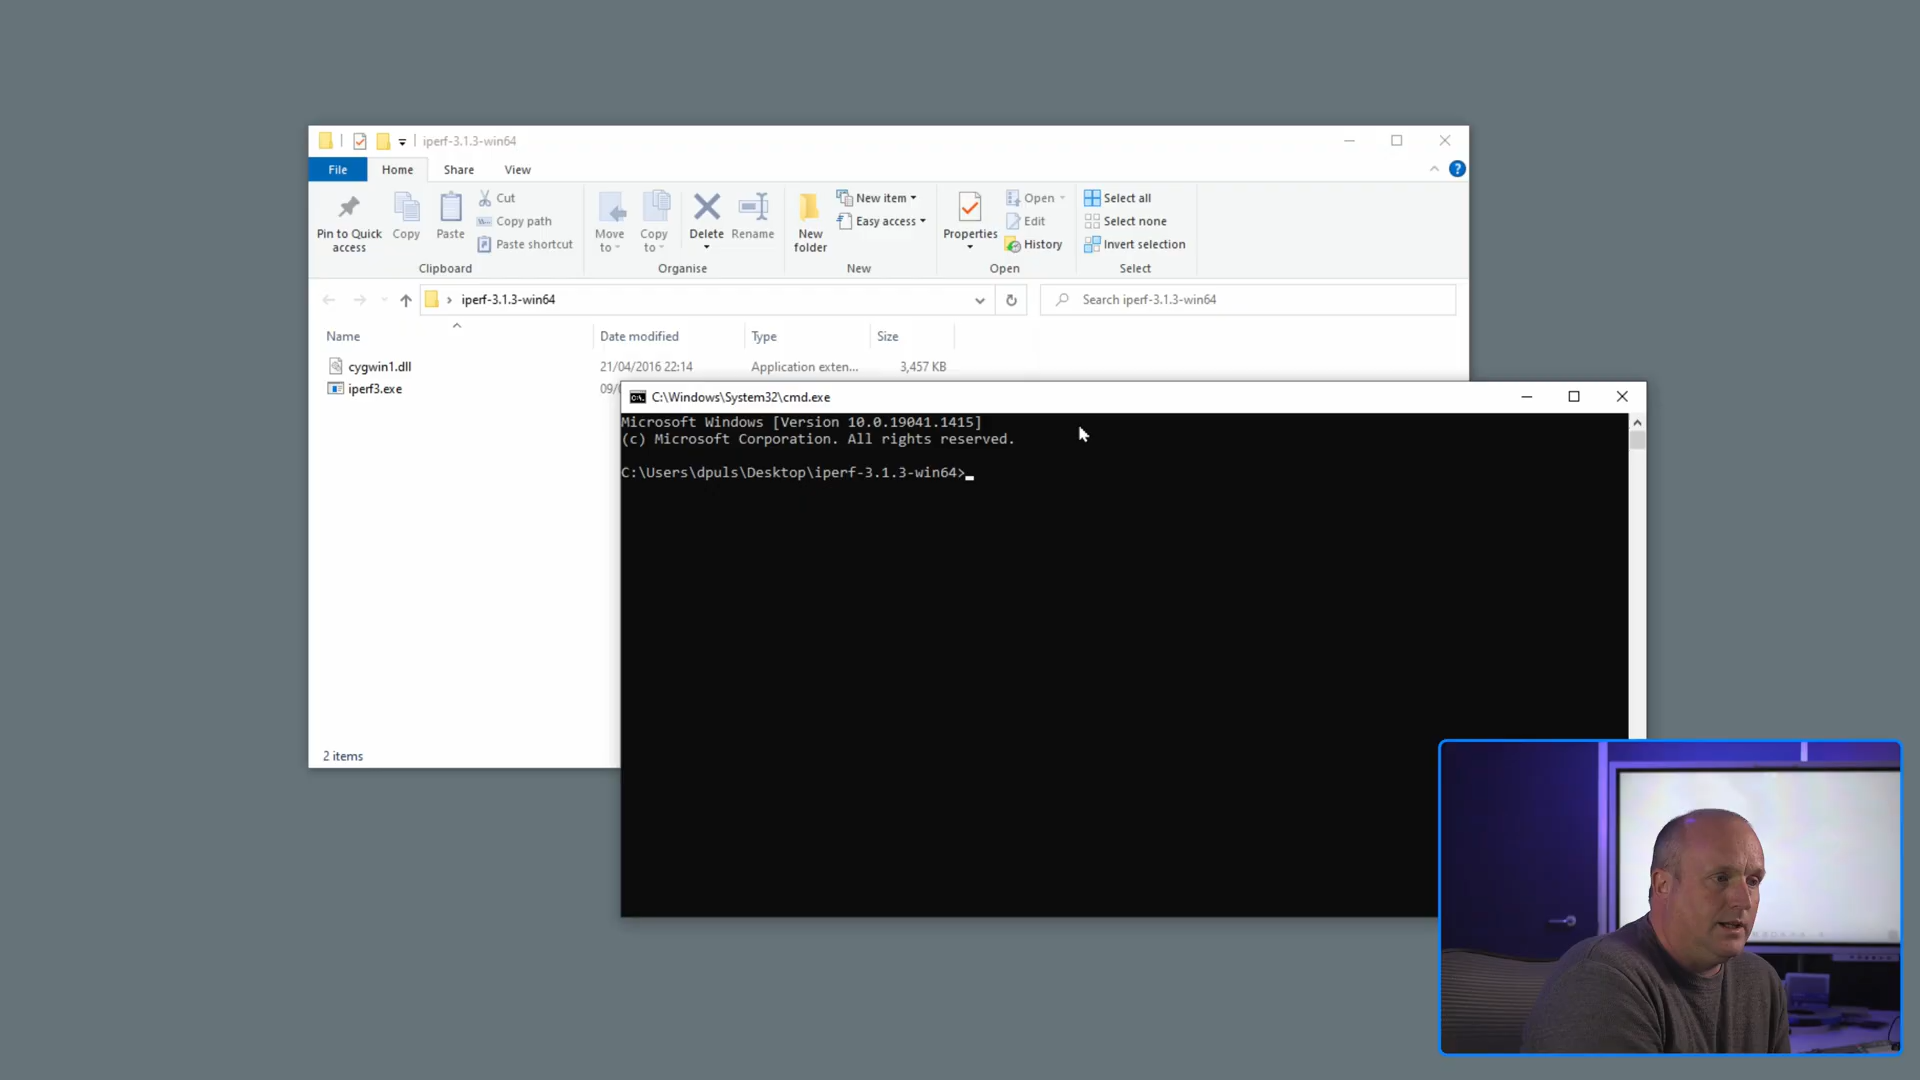 iperf-3.1.3-win64
File Home Share View
Pin to Quick access
Copy
Paste
Cut
Copy path
Paste shortcut
Clipboard
Move to
Copy to
Delete
Rename
Organise
New folder
New item
Easy access
New
Properties
Open
Edit
History
Open
Select all
Select none
Invert selection
Select
iperf-3.1.3-win64
Search iperf-3.1.3-win64
Name Date modified Type Size
cygwin1.dll 21/04/2016 22:14 Application exten... 3,457 KB
iperf3.exe
2 items
C:\Windows\System32\cmd.exe
Microsoft Windows [Version 10.0.19041.1415]
(c) Microsoft Corporation. All rights reserved.
C:\Users\dpuls\Desktop\iperf-3.1.3-win64>